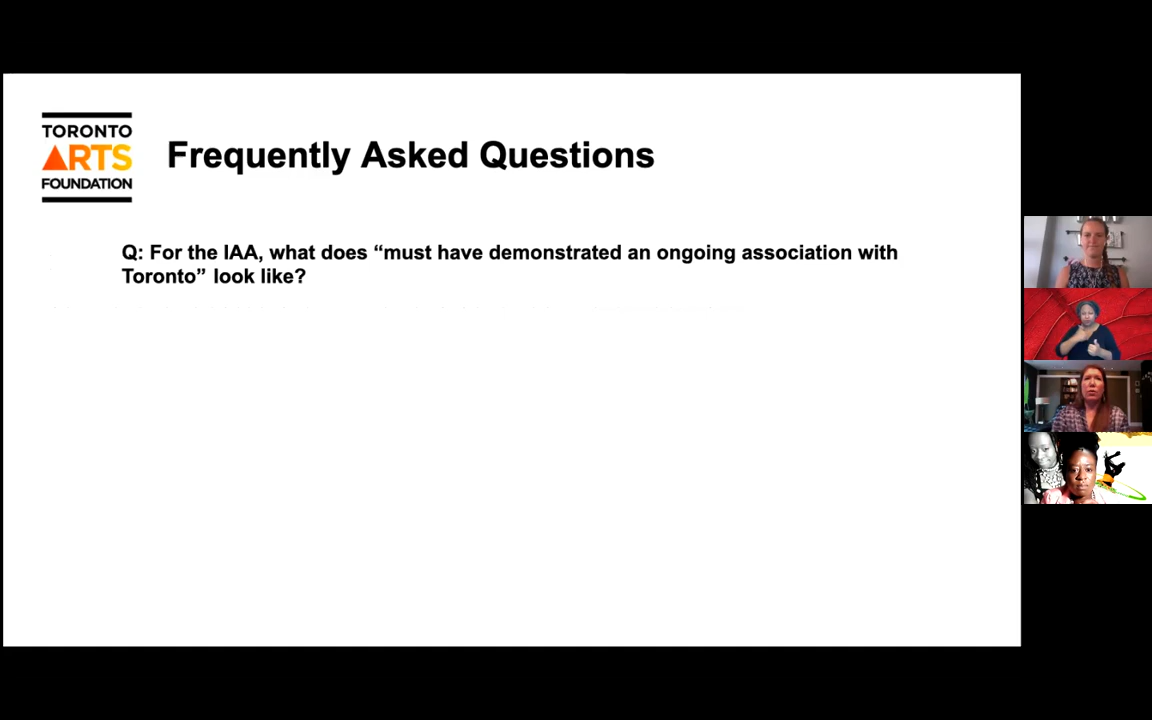 TORONTO
ARTS
FOUNDATION
Frequently Asked Questions
Q: For the IAA, what does “must have demonstrated an ongoing association with
Toronto” look like?